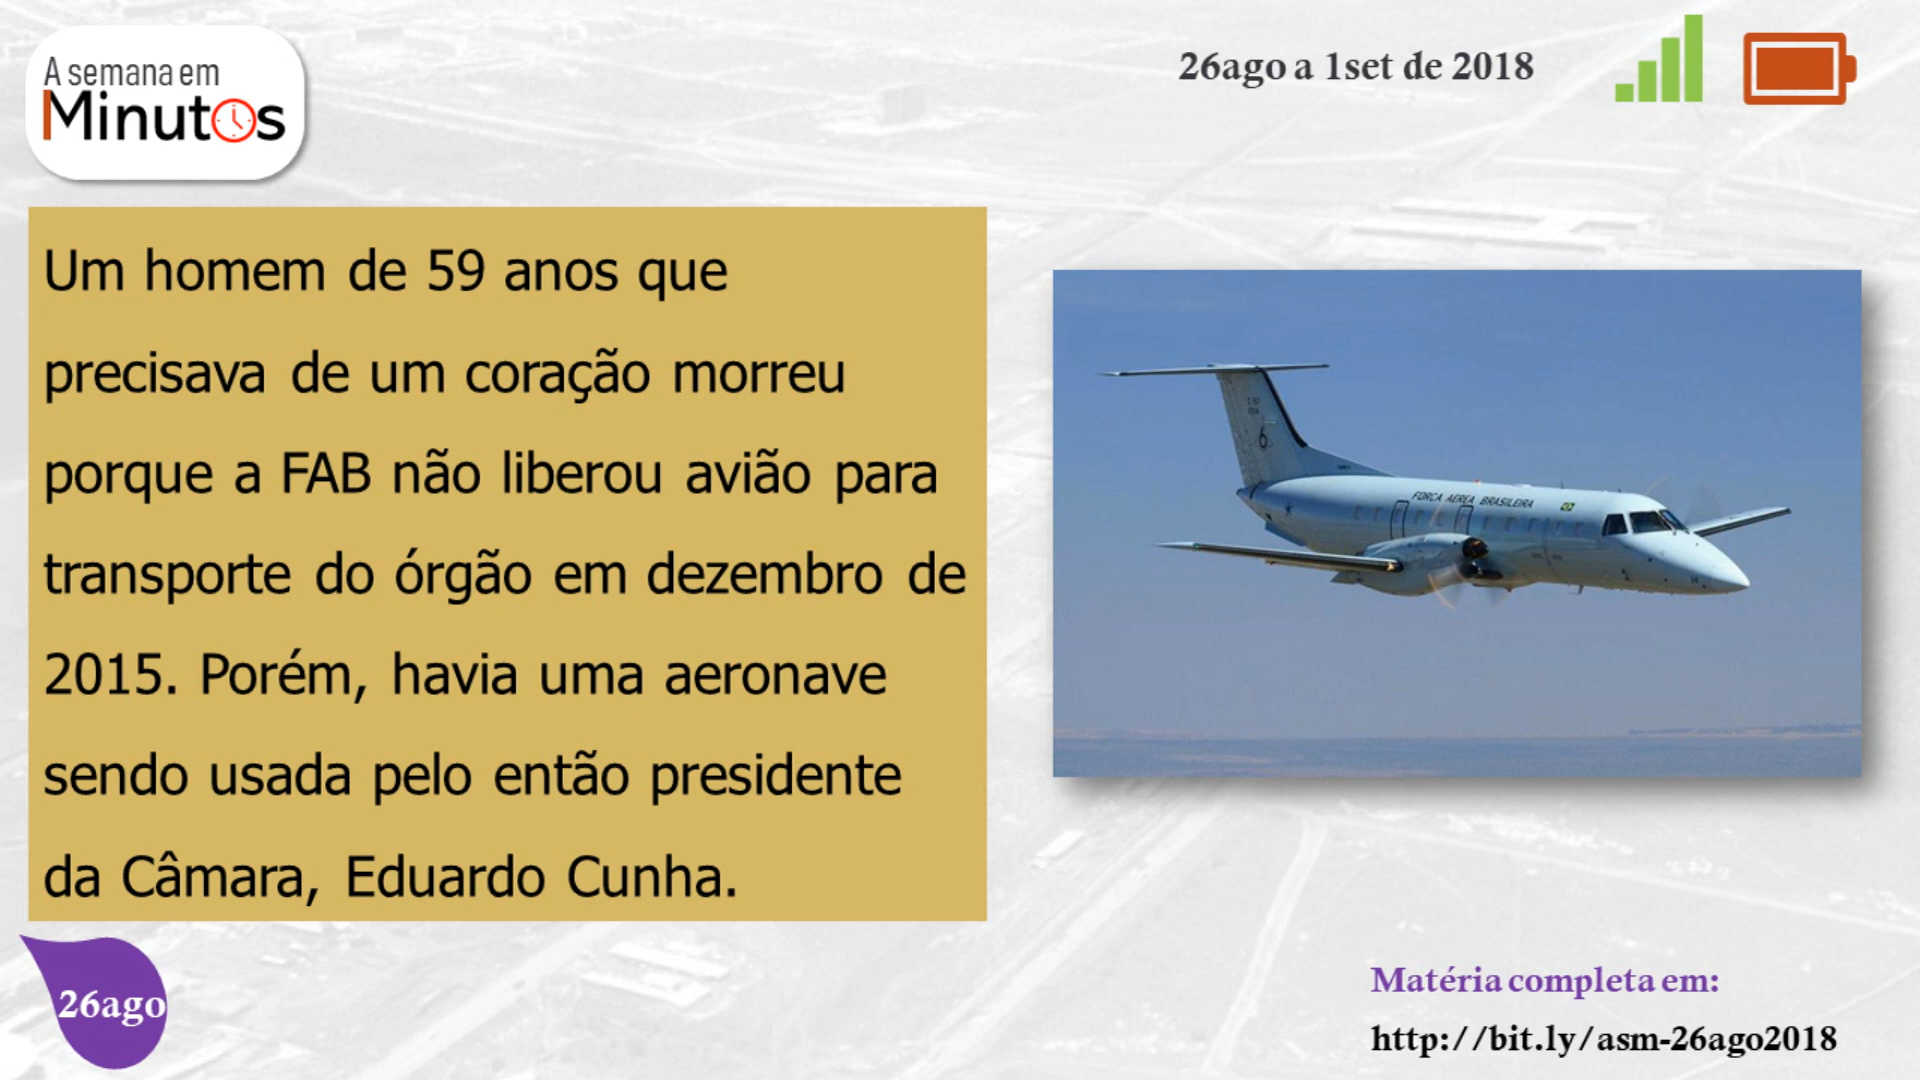 A semana em
Minutos
26ago a 1set de 2018
Um homem de 59 anos que
precisava de um coração morreu
porque a FAB não liberou avião para
transporte do órgão em dezembro de
2015. Porém, havia uma aeronave
sendo usada pelo então presidente
da Câmara, Eduardo Cunha.
6
FORÇA AEREA BRASILEIRA
26ago
Matéria completa em:
http://bit.ly/asm-26ago2018